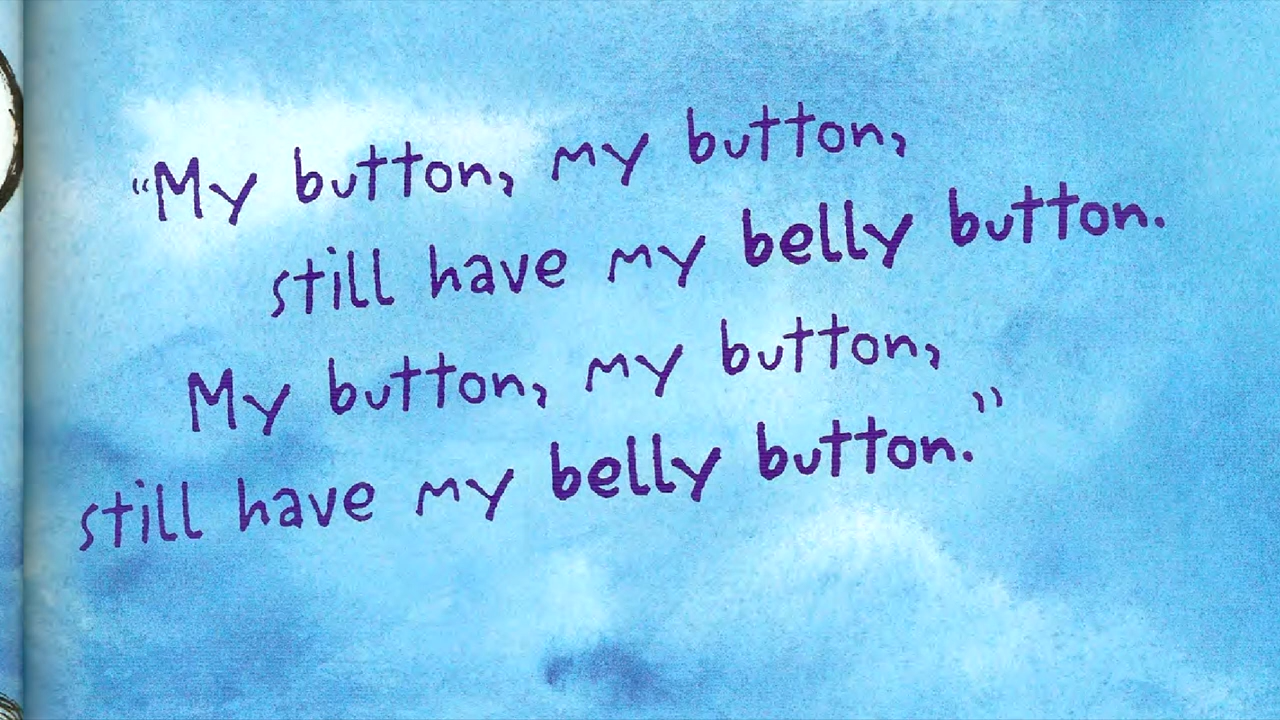 “My button, my button,
still have my belly button.
My button, my button,
still have my belly button.”